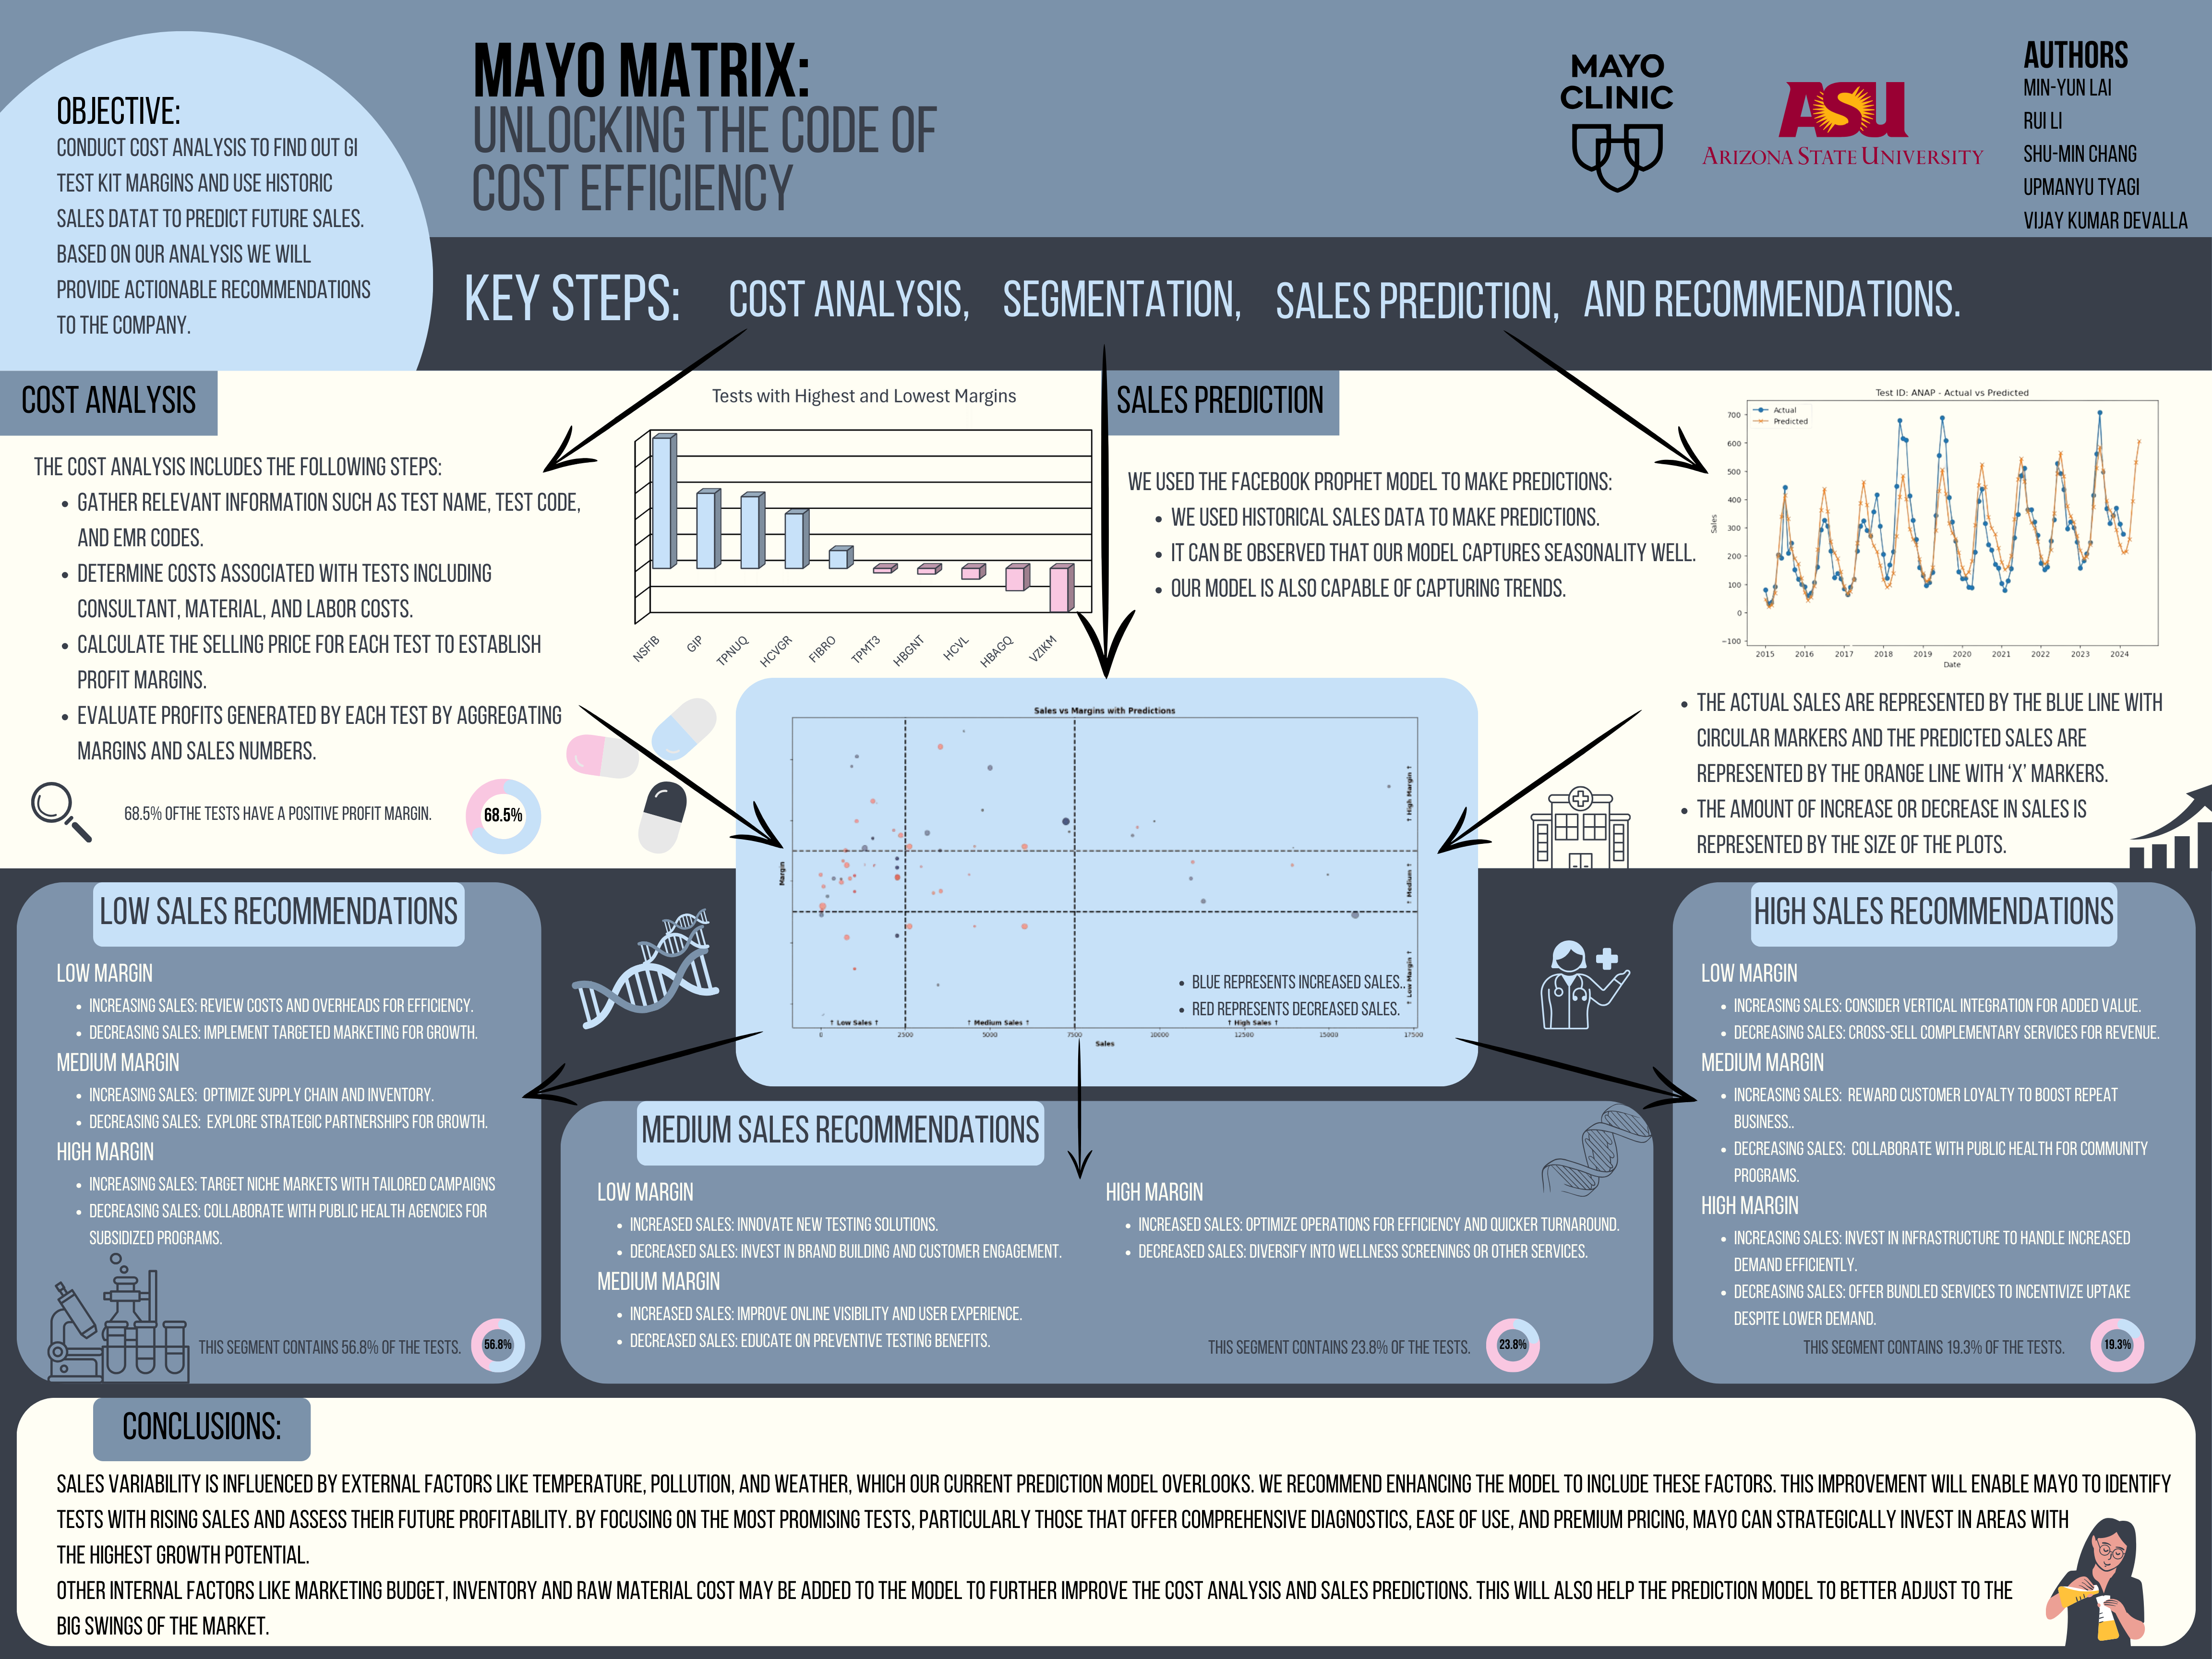 OBJECTIVE:
CONDUCT COST ANALYSIS TO FIND OUT GI
TEST KIT MARGINS AND USE HISTORIC
SALES DATAT TO PREDICT FUTURE SALES.
BASED ON OUR ANALYSIS WE WILL
PROVIDE ACTIONABLE RECOMMENDATIONS
TO THE COMPANY.
MAYO MATRIX:
UNLOCKING THE CODE OF
COST EFFICIENCY
MAYO
CLINIC
ASU
ARIZONA STATE UNIVERSITY
AUTHORS
MIN-YUN LAI
RUI LI
SHU-MIN CHANG
UPMANYU TYAGI
VIJAY KUMAR DEVALLA
KEY STEPS: COST ANALYSIS, SEGMENTATION, SALES PREDICTION, AND RECOMMENDATIONS.
COST ANALYSIS
THE COST ANALYSIS INCLUDES THE FOLLOWING STEPS:
• GATHER RELEVANT INFORMATION SUCH AS TEST NAME, TEST CODE,
AND EMR CODES.
• DETERMINE COSTS ASSOCIATED WITH TESTS INCLUDING
CONSULTANT, MATERIAL, AND LABOR COSTS.
• CALCULATE THE SELLING PRICE FOR EACH TEST TO ESTABLISH
PROFIT MARGINS.
• EVALUATE PROFITS GENERATED BY EACH TEST BY AGGREGATING
MARGINS AND SALES NUMBERS.
68.5% OFTHE TESTS HAVE A POSITIVE PROFIT MARGIN.
68.5%
Tests with Highest and Lowest Margins
NSFIB GIP TPNUQ HCVGR FIBRO TPMT3 HBGNT HCVL HBAGQ VZIKM
SALES PREDICTION
WE USED THE FACEBOOK PROPHET MODEL TO MAKE PREDICTIONS:
• WE USED HISTORICAL SALES DATA TO MAKE PREDICTIONS.
• IT CAN BE OBSERVED THAT OUR MODEL CAPTURES SEASONALITY WELL.
• OUR MODEL IS ALSO CAPABLE OF CAPTURING TRENDS.
Test ID: ANAP - Actual vs Predicted
Actual
Predicted
700
600
500
400
300
200
100
0
−100
Sales
2015 2016 2017 2018 2019 2020 2021 2022 2023 2024
Date
• THE ACTUAL SALES ARE REPRESENTED BY THE BLUE LINE WITH
CIRCULAR MARKERS AND THE PREDICTED SALES ARE
REPRESENTED BY THE ORANGE LINE WITH ‘X’ MARKERS.
• THE AMOUNT OF INCREASE OR DECREASE IN SALES IS
REPRESENTED BY THE SIZE OF THE PLOTS.
Sales vs Margins with Predictions
Margin
↑ High Margin ↑
↑ Medium ↑
↑ Low Margin ↑
• BLUE REPRESENTS INCREASED SALES..
• RED REPRESENTS DECREASED SALES.
↑ Low Sales ↑ ↑ Medium Sales ↑ ↑ High Sales ↑
0 2500 5000 7500 10000 12500 15000 17500
Sales
LOW SALES RECOMMENDATIONS
LOW MARGIN
• INCREASING SALES: REVIEW COSTS AND OVERHEADS FOR EFFICIENCY.
• DECREASING SALES: IMPLEMENT TARGETED MARKETING FOR GROWTH.
MEDIUM MARGIN
• INCREASING SALES: OPTIMIZE SUPPLY CHAIN AND INVENTORY.
• DECREASING SALES: EXPLORE STRATEGIC PARTNERSHIPS FOR GROWTH.
HIGH MARGIN
• INCREASING SALES: TARGET NICHE MARKETS WITH TAILORED CAMPAIGNS
• DECREASING SALES: COLLABORATE WITH PUBLIC HEALTH AGENCIES FOR
SUBSIDIZED PROGRAMS.
THIS SEGMENT CONTAINS 56.8% OF THE TESTS.
56.8%
MEDIUM SALES RECOMMENDATIONS
LOW MARGIN
• INCREASED SALES: INNOVATE NEW TESTING SOLUTIONS.
• DECREASED SALES: INVEST IN BRAND BUILDING AND CUSTOMER ENGAGEMENT.
MEDIUM MARGIN
• INCREASED SALES: IMPROVE ONLINE VISIBILITY AND USER EXPERIENCE.
• DECREASED SALES: EDUCATE ON PREVENTIVE TESTING BENEFITS.
HIGH MARGIN
• INCREASED SALES: OPTIMIZE OPERATIONS FOR EFFICIENCY AND QUICKER TURNAROUND.
• DECREASED SALES: DIVERSIFY INTO WELLNESS SCREENINGS OR OTHER SERVICES.
THIS SEGMENT CONTAINS 23.8% OF THE TESTS.
23.8%
HIGH SALES RECOMMENDATIONS
LOW MARGIN
• INCREASING SALES: CONSIDER VERTICAL INTEGRATION FOR ADDED VALUE.
• DECREASING SALES: CROSS-SELL COMPLEMENTARY SERVICES FOR REVENUE.
MEDIUM MARGIN
• INCREASING SALES: REWARD CUSTOMER LOYALTY TO BOOST REPEAT
BUSINESS..
• DECREASING SALES: COLLABORATE WITH PUBLIC HEALTH FOR COMMUNITY
PROGRAMS.
HIGH MARGIN
• INCREASING SALES: INVEST IN INFRASTRUCTURE TO HANDLE INCREASED
DEMAND EFFICIENTLY.
• DECREASING SALES: OFFER BUNDLED SERVICES TO INCENTIVIZE UPTAKE
DESPITE LOWER DEMAND.
THIS SEGMENT CONTAINS 19.3% OF THE TESTS.
19.3%
CONCLUSIONS:
SALES VARIABILITY IS INFLUENCED BY EXTERNAL FACTORS LIKE TEMPERATURE, POLLUTION, AND WEATHER, WHICH OUR CURRENT PREDICTION MODEL OVERLOOKS. WE RECOMMEND ENHANCING THE MODEL TO INCLUDE THESE FACTORS. THIS IMPROVEMENT WILL ENABLE MAYO TO IDENTIFY
TESTS WITH RISING SALES AND ASSESS THEIR FUTURE PROFITABILITY. BY FOCUSING ON THE MOST PROMISING TESTS, PARTICULARLY THOSE THAT OFFER COMPREHENSIVE DIAGNOSTICS, EASE OF USE, AND PREMIUM PRICING, MAYO CAN STRATEGICALLY INVEST IN AREAS WITH
THE HIGHEST GROWTH POTENTIAL.
OTHER INTERNAL FACTORS LIKE MARKETING BUDGET, INVENTORY AND RAW MATERIAL COST MAY BE ADDED TO THE MODEL TO FURTHER IMPROVE THE COST ANALYSIS AND SALES PREDICTIONS. THIS WILL ALSO HELP THE PREDICTION MODEL TO BETTER ADJUST TO THE
BIG SWINGS OF THE MARKET.